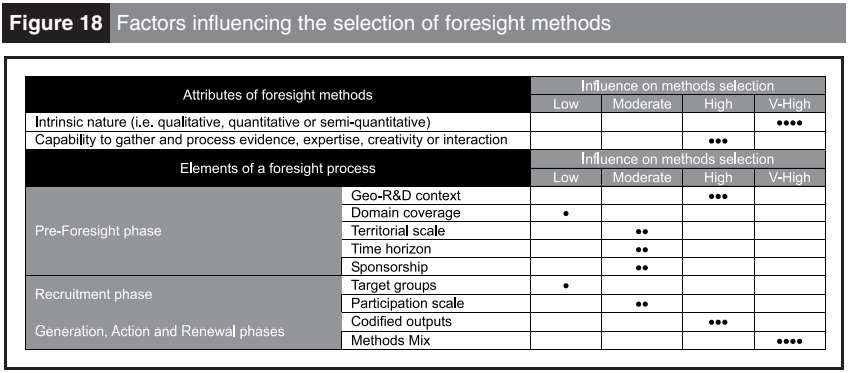 Figure 18 Factors influencing the selection of foresight methods
Attributes of foresight methods
Influence on methods selection
Low Moderate High V-High
Intrinsic nature (i.e. qualitative, quantitative or semi-quantitative) ••••
Capability to gather and process evidence, expertise, creativity or interaction •••
Elements of a foresight process
Influence on methods selection
Low Moderate High V-High
Pre-Foresight phase
Geo-R&D context •••
Domain coverage •
Territorial scale ••
Time horizon ••
Sponsorship ••
Recruitment phase
Target groups •
Participation scale ••
Generation, Action and Renewal phases
Codified outputs •••
Methods Mix ••••